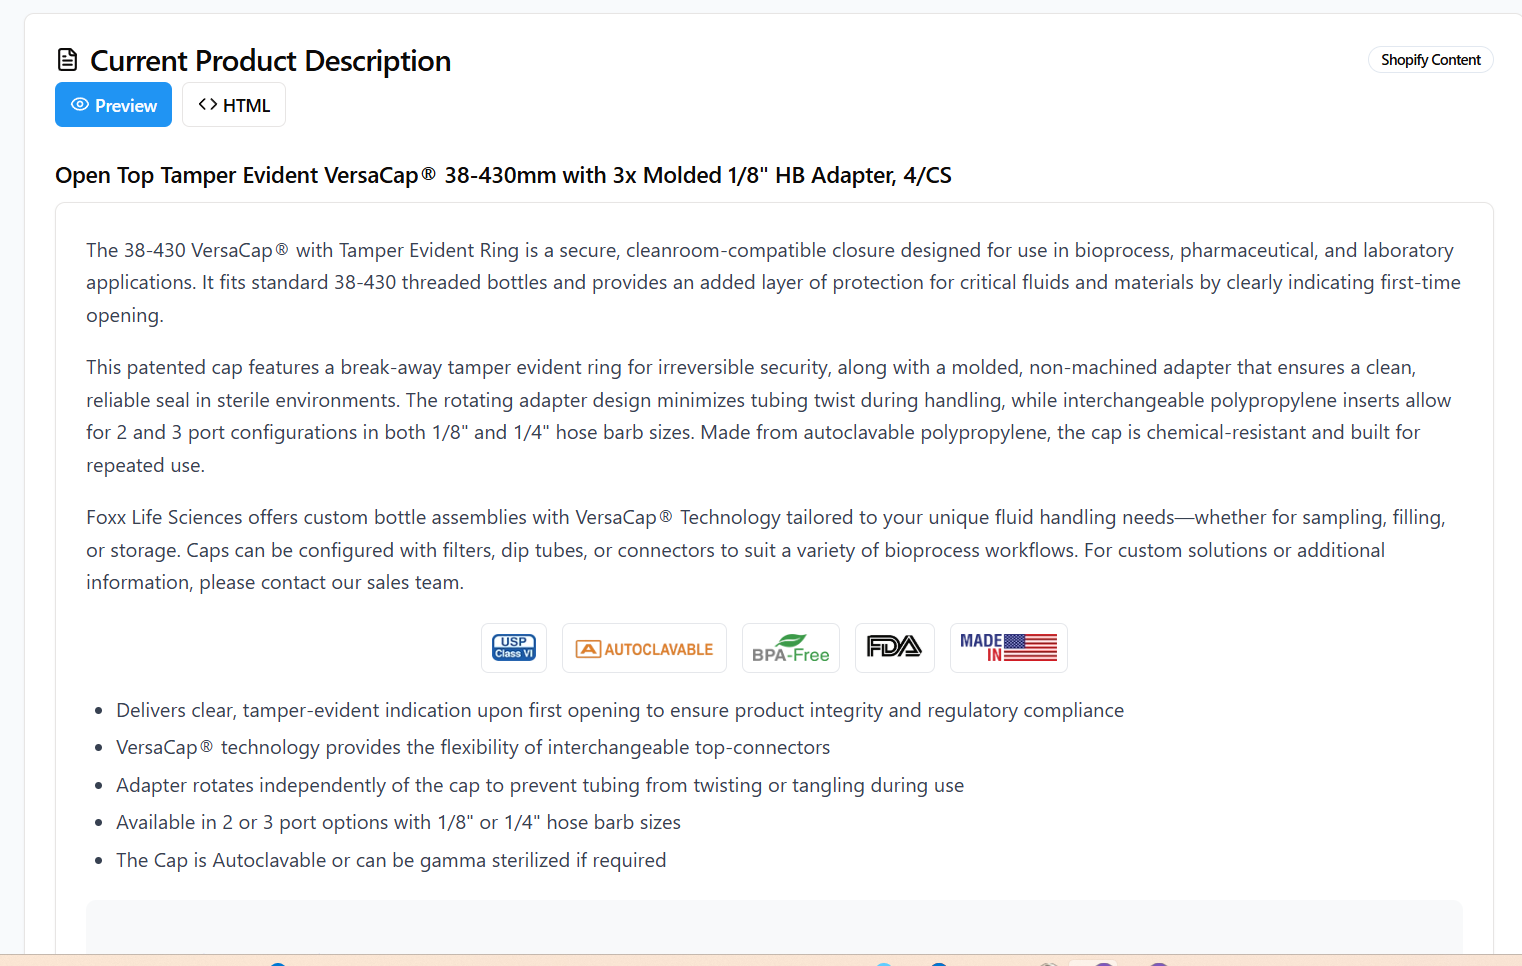 Current Product Description
Shopify Content
Preview
<> HTML
Open Top Tamper Evident VersaCap® 38-430mm with 3x Molded 1/8" HB Adapter, 4/CS
The 38-430 VersaCap® with Tamper Evident Ring is a secure, cleanroom-compatible closure designed for use in bioprocess, pharmaceutical, and laboratory
applications. It fits standard 38-430 threaded bottles and provides an added layer of protection for critical fluids and materials by clearly indicating first-time
opening.
This patented cap features a break-away tamper evident ring for irreversible security, along with a molded, non-machined adapter that ensures a clean,
reliable seal in sterile environments. The rotating adapter design minimizes tubing twist during handling, while interchangeable polypropylene inserts allow
for 2 and 3 port configurations in both 1/8" and 1/4" hose barb sizes. Made from autoclavable polypropylene, the cap is chemical-resistant and built for
repeated use.
Foxx Life Sciences offers custom bottle assemblies with VersaCap® Technology tailored to your unique fluid handling needs—whether for sampling, filling,
or storage. Caps can be configured with filters, dip tubes, or connectors to suit a variety of bioprocess workflows. For custom solutions or additional
information, please contact our sales team.
USP
Class VI
A AUTOCLAVABLE
BPA-Free
FDA
MADE
IN
• Delivers clear, tamper-evident indication upon first opening to ensure product integrity and regulatory compliance
• VersaCap® technology provides the flexibility of interchangeable top-connectors
• Adapter rotates independently of the cap to prevent tubing from twisting or tangling during use
• Available in 2 or 3 port options with 1/8" or 1/4" hose barb sizes
• The Cap is Autoclavable or can be gamma sterilized if required